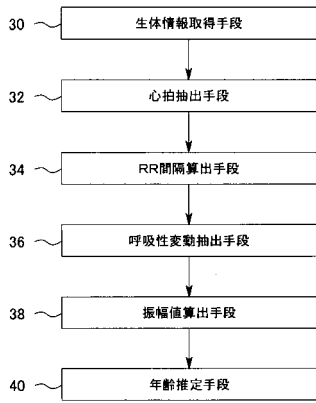 30 生体情報取得手段
32 心拍抽出手段
34 RR間隔算出手段
36 呼吸性変動抽出手段
38 振幅値算出手段
40 年齢推定手段